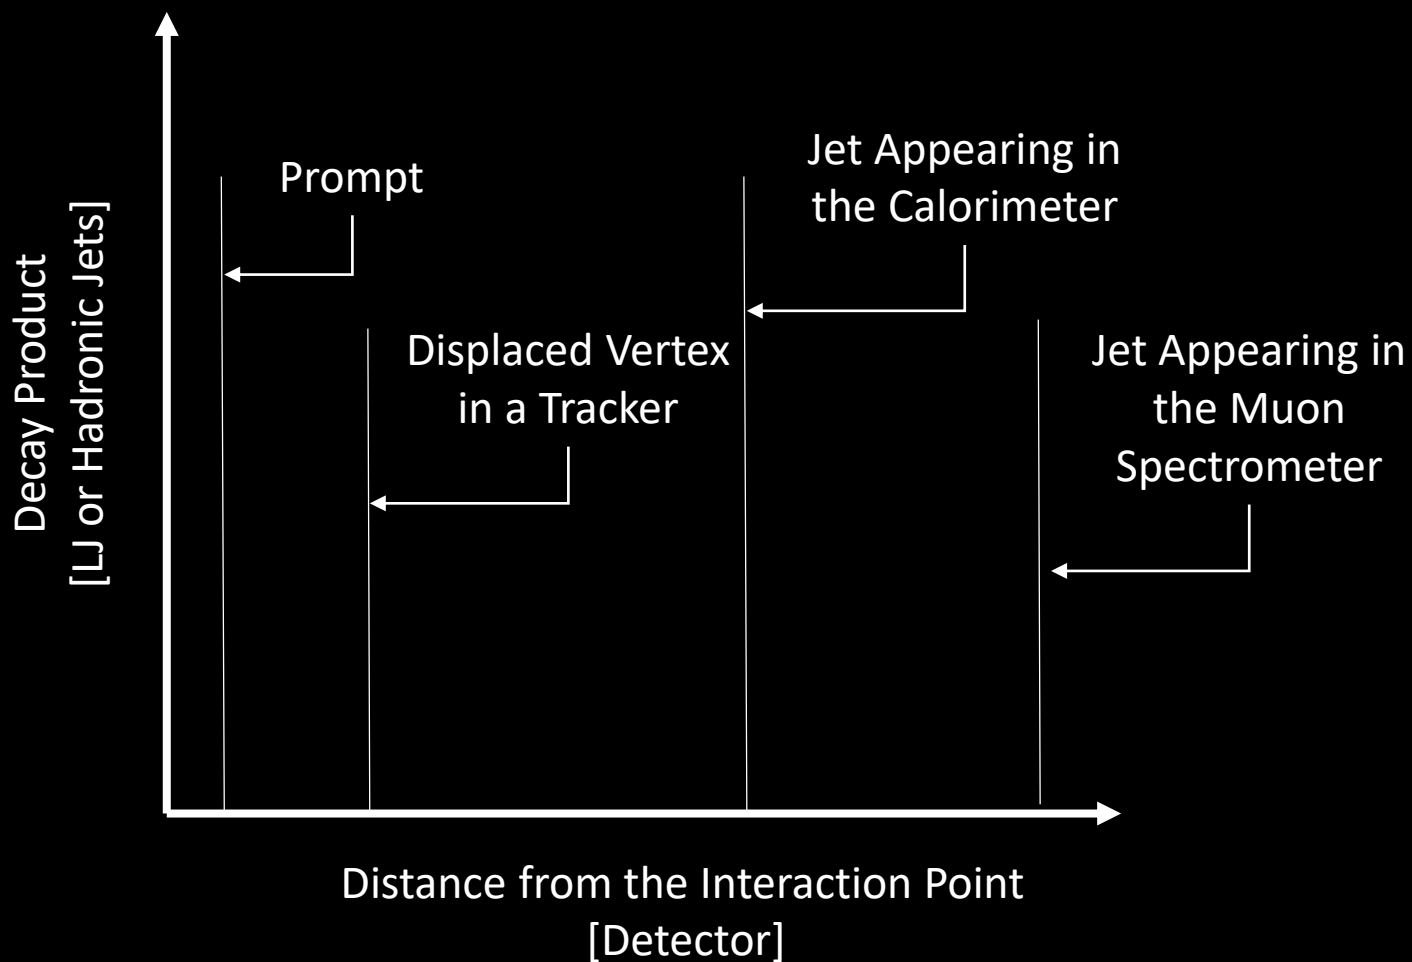 Decay Product
[LJ or Hadronic Jets]
Prompt
Displaced Vertex
in a Tracker
Jet Appearing in
the Calorimeter
Jet Appearing in
the Muon
Spectrometer
Distance from the Interaction Point
[Detector]